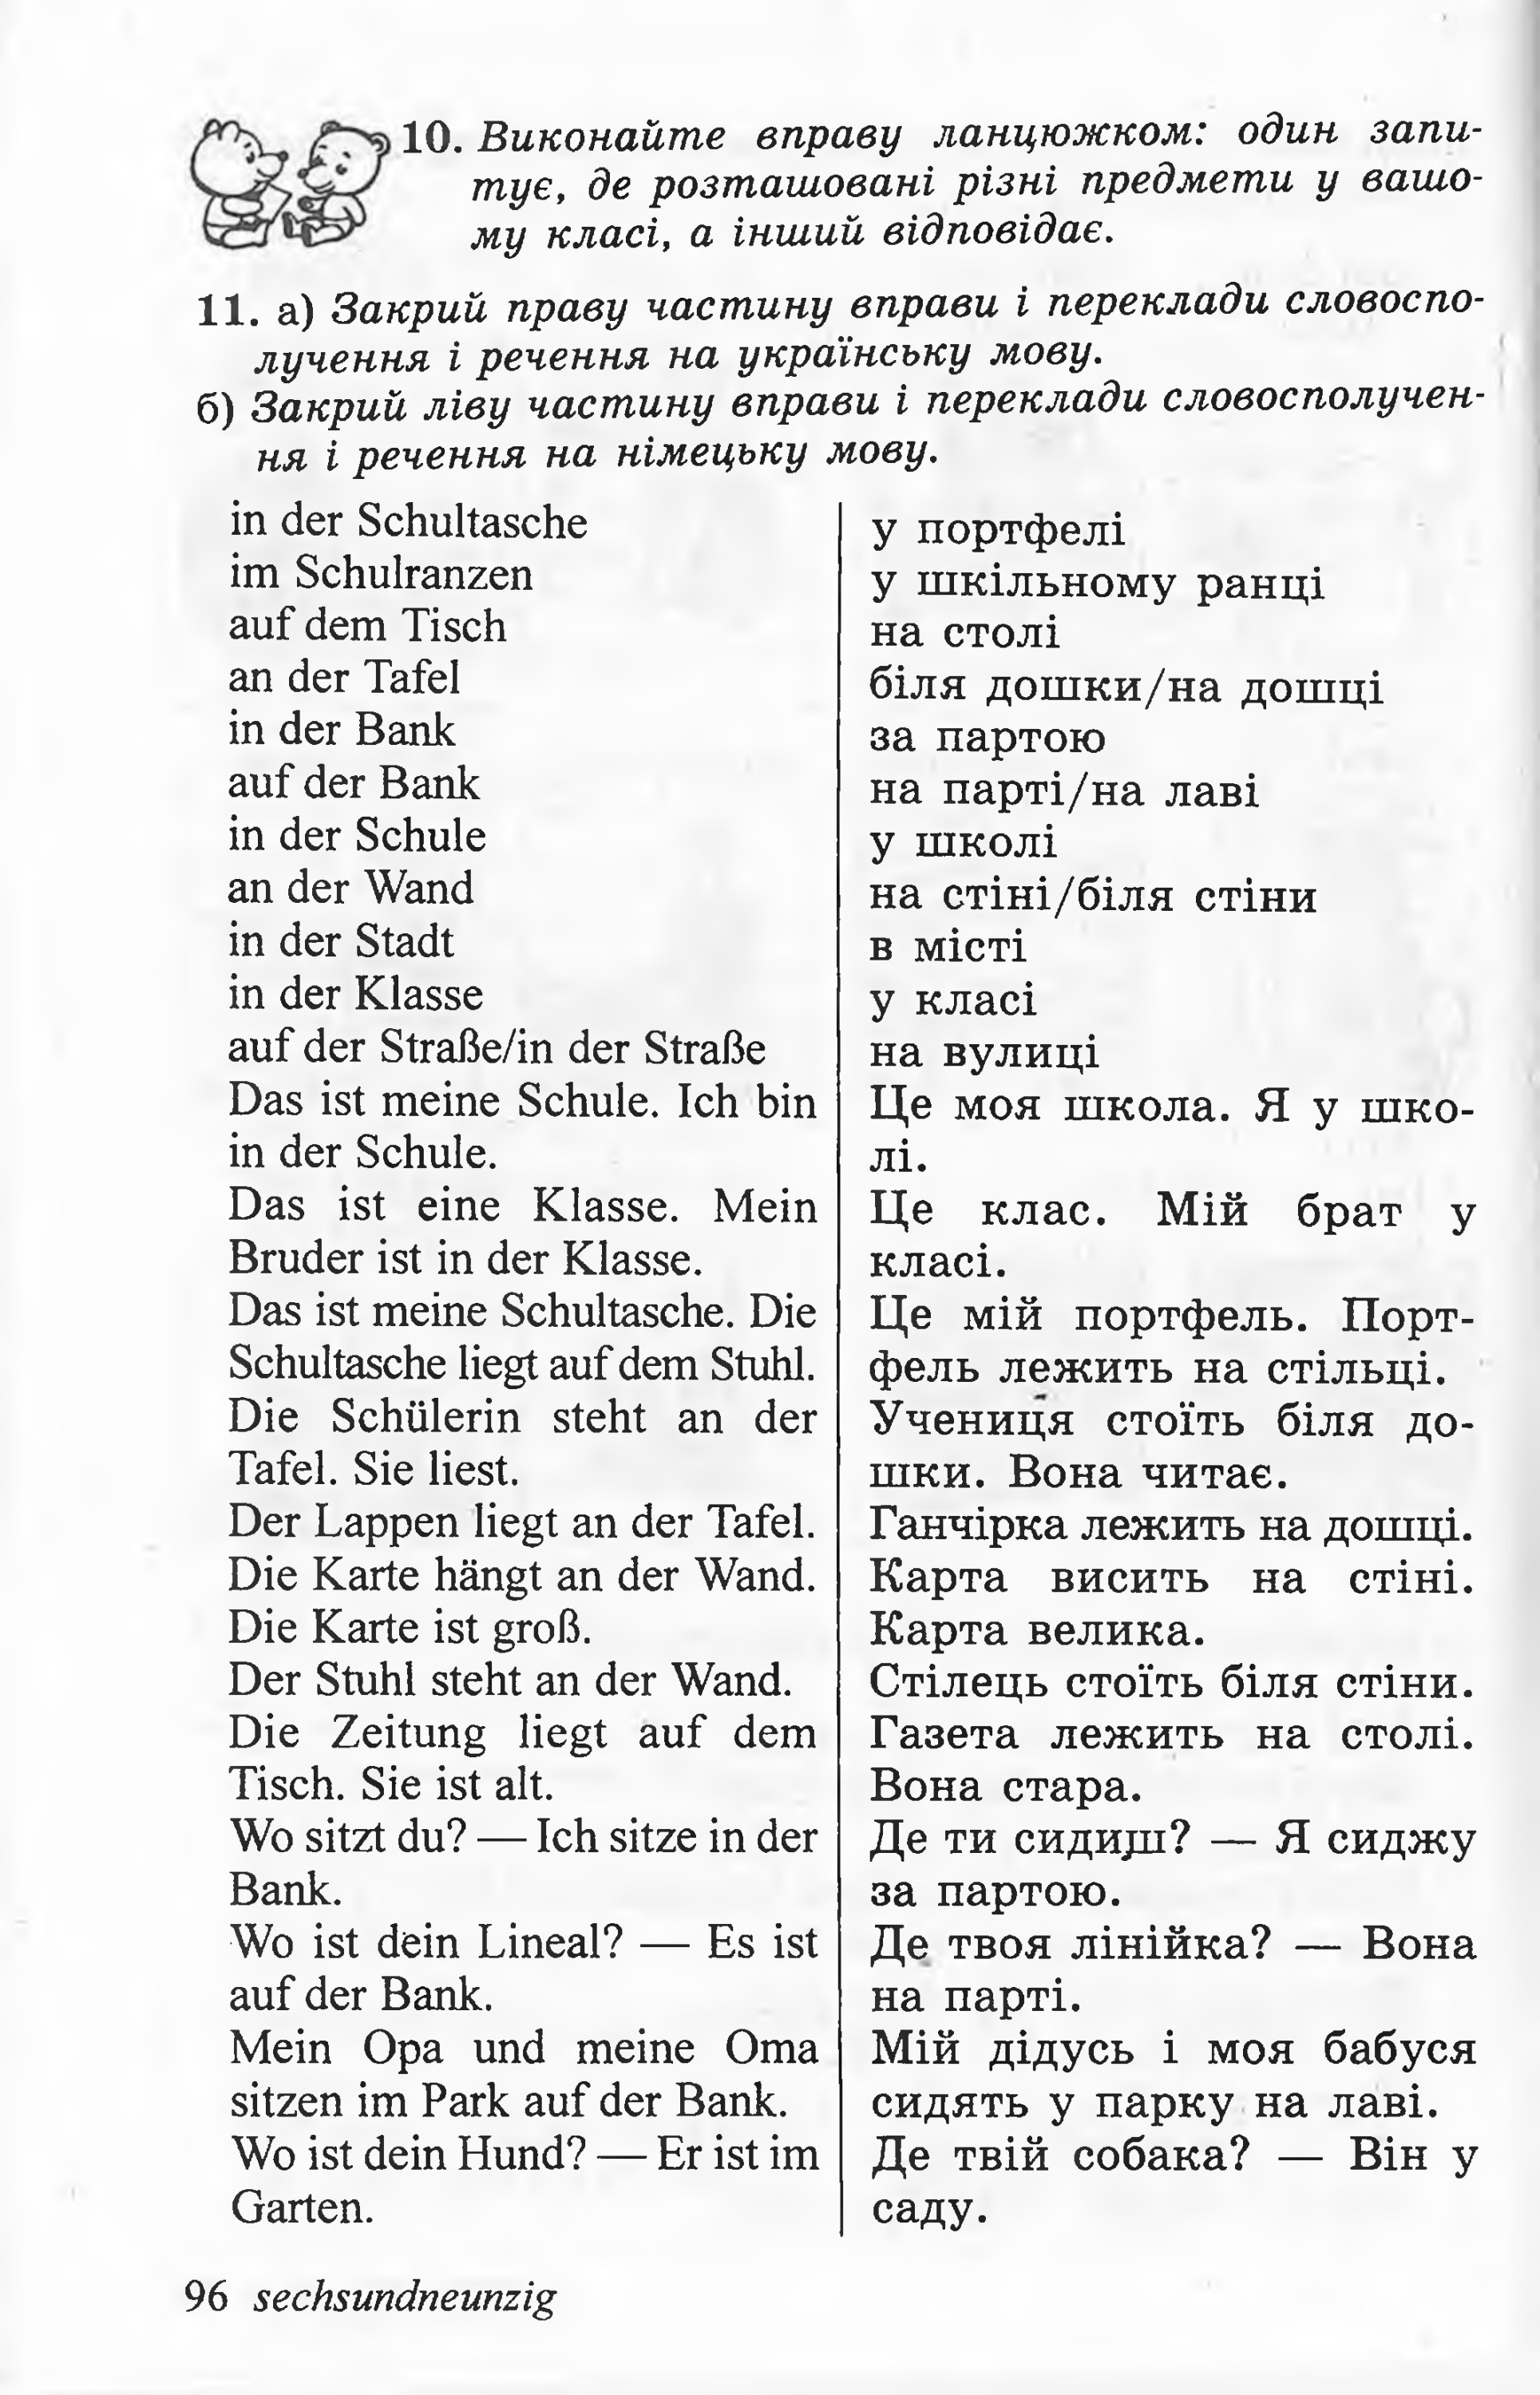 10. Виконайте вправу ланцюжком: один запи-
тує, де розташовані різні предмети у вашо-
му класі, а інший відповідає.
11. а) Закрий праву частину вправи і переклади словоспо-
лучення і речення на українську мову.
б) Закрий ліву частину вправи і переклади словосполучен-
ня і речення на німецьку мову.
in der Schultasche
im Schulranzen
auf dem Tisch
an der Tafel
in der Bank
auf der Bank
in der Schule
an der Wand
in der Stadt
in der Klasse
auf der Straße/in der Straße
Das ist meine Schule. Ich bin
in der Schule.
Das ist eine Klasse. Mein
Bruder ist in der Klasse.
Das ist meine Schultasche. Die
Schultasche liegt auf dem Stuhl.
Die Schülerin steht an der
Tafel. Sie liest.
Der Lappen liegt an der Tafel.
Die Karte hängt an der Wand.
Die Karte ist groß.
Der Stuhl steht an der Wand.
Die Zeitung liegt auf dem
Tisch. Sie ist alt.
Wo sitzt du? — Ich sitze in der
Bank.
Wo ist dein Lineal? — Es ist
auf der Bank.
Mein Opa und meine Oma
sitzen im Park auf der Bank.
Wo ist dein Hund? — Er ist im
Garten.
у портфелі
у шкільному ранці
на столі
біля дошки/на дошці
за партою
на парті/на лаві
у школі
на стіні/біля стіни
в місті
у класі
на вулиці
Це моя школа. Я у шко-
лі.
Це клас. Мій брат у
класі.
Це мій портфель. Порт-
фель лежить на стільці.
Учениця стоїть біля до-
шки. Вона читає.
Ганчірка лежить на дошці.
Карта висить на стіні.
Карта велика.
Стілець стоїть біля стіни.
Газета лежить на столі.
Вона стара.
Де ти сидиш? — Я сиджу
за партою.
Де твоя лінійка? — Вона
на парті.
Мій дідусь і моя бабуся
сидять у парку на лаві.
Де твій собака? — Він у
саду.
96 sechsundneunzig